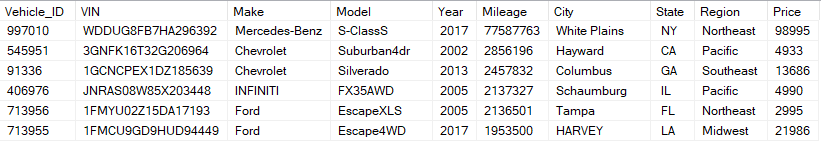 Vehicle_ID VIN Make Model Year Mileage City State Region Price
997010 WDDUG8FB7HA296392 Mercedes-Benz S-ClassS 2017 77587763 White Plains NY Northeast 98995
545951 3GNFK16T32G206964 Chevrolet Suburban4dr 2002 2856196 Hayward CA Pacific 4933
91336 1GCNCPEX1DZ185639 Chevrolet Silverado 2013 2457832 Columbus GA Southeast 13686
406976 JNRAS08W85X203448 INFINITI FX35AWD 2005 2137327 Schaumburg IL Pacific 4990
713956 1FMYU02Z15DA17193 Ford EscapeXLS 2005 2136501 Tampa FL Northeast 2995
713955 1FMCU9GD9HUD94449 Ford Escape4WD 2017 1953500 HARVEY LA Midwest 21986